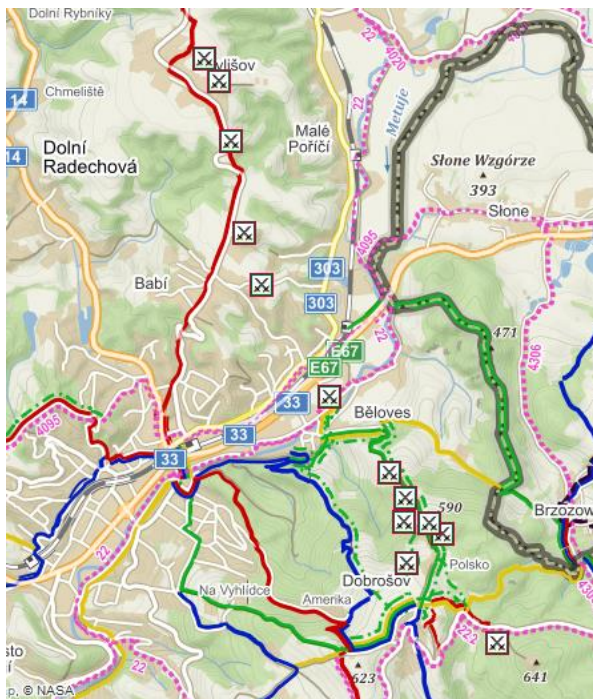 Dolní Rybníky
22
4020
vlišov
14
Chmeliště
22
Metuje
Malé
Poříčí
14
Dolní
Radechová
Słone Wzgórze
393
Słone
4095
303
Babí
303
22
471
E67
E67
4306
33
Běloves
4095
33
33
590
Brzozow
22
Dobrošov
Polsko
Na Vyhlídce
Amerika
222
22
623
641
p. © NASA